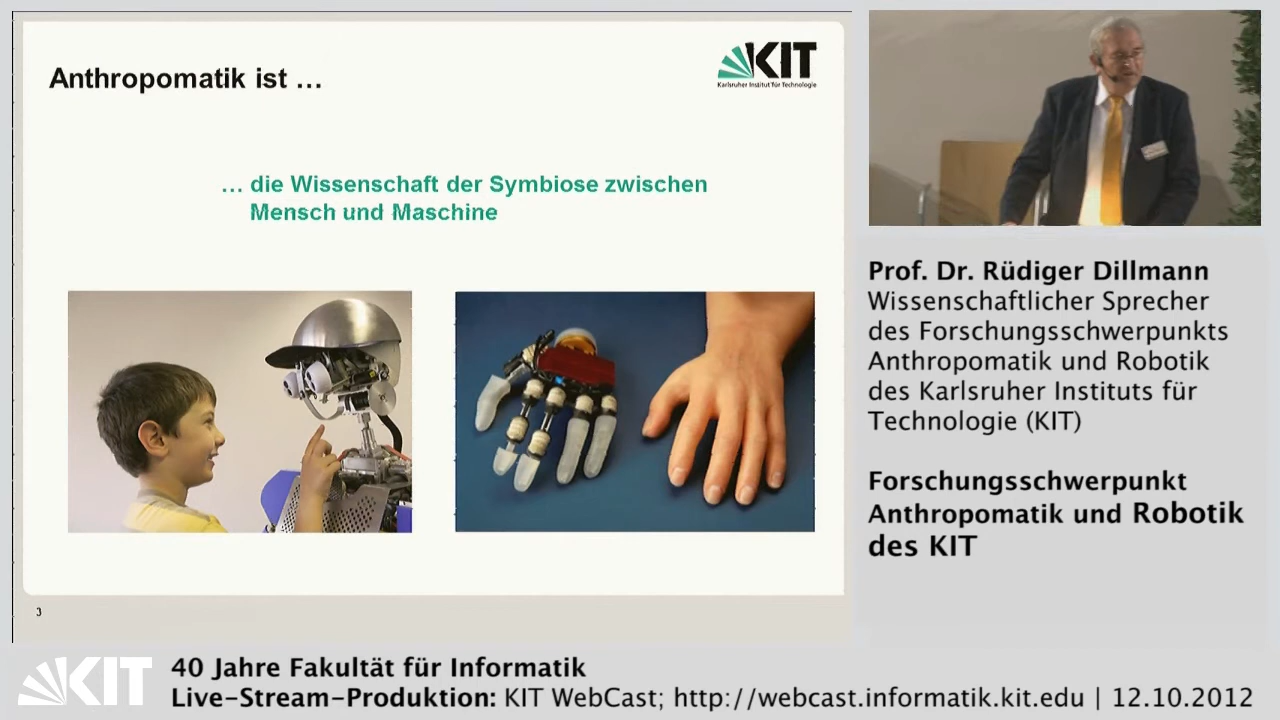 Anthropomatik ist …
KIT
Karlsruher Institut für Technologie
… die Wissenschaft der Symbiose zwischen
Mensch und Maschine
3
Prof. Dr. Rüdiger Dillmann
Wissenschaftlicher Sprecher
des Forschungsschwerpunkts
Anthropomatik und Robotik
des Karlsruher Instituts für
Technologie (KIT)
Forschungsschwerpunkt
Anthropomatik und Robotik
des KIT
KIT
40 Jahre Fakultät für Informatik
Live-Stream-Produktion: KIT WebCast; http://webcast.informatik.kit.edu | 12.10.2012